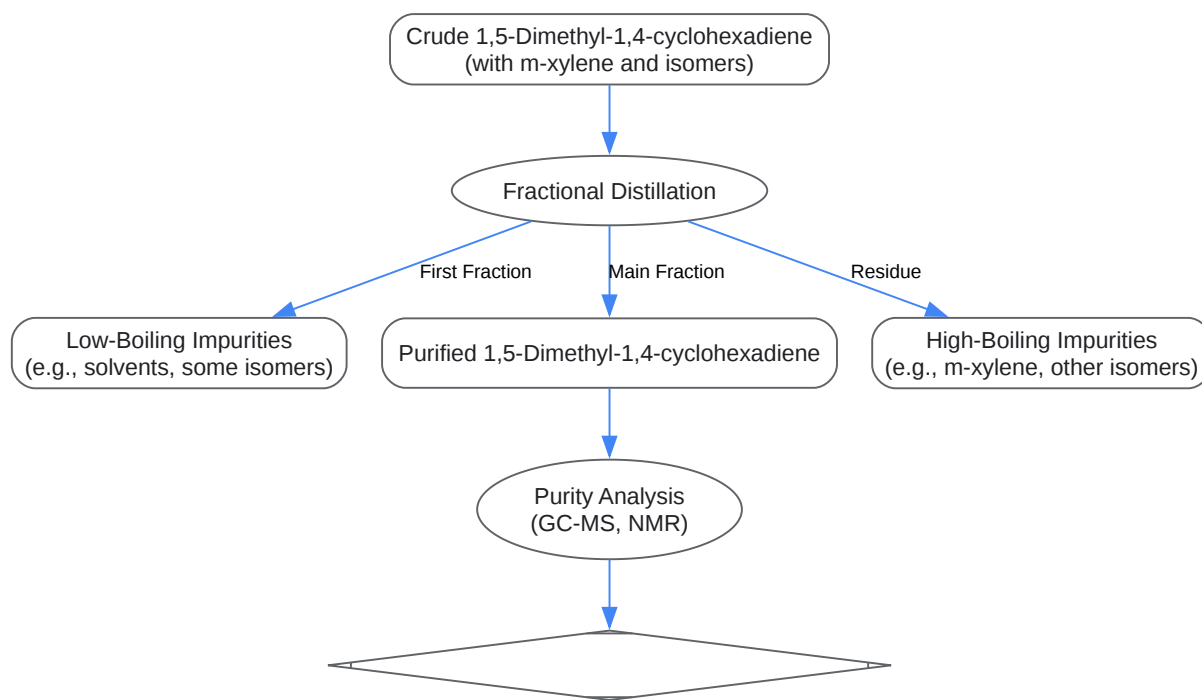 Crude 1,5-Dimethyl-1,4-cyclohexadiene
(with m-xylene and isomers)
Fractional Distillation
First Fraction
Main Fraction
Residue
Low-Boiling Impurities
(e.g., solvents, some isomers)
Purified 1,5-Dimethyl-1,4-cyclohexadiene
High-Boiling Impurities
(e.g., m-xylene, other isomers)
Purity Analysis
(GC-MS, NMR)